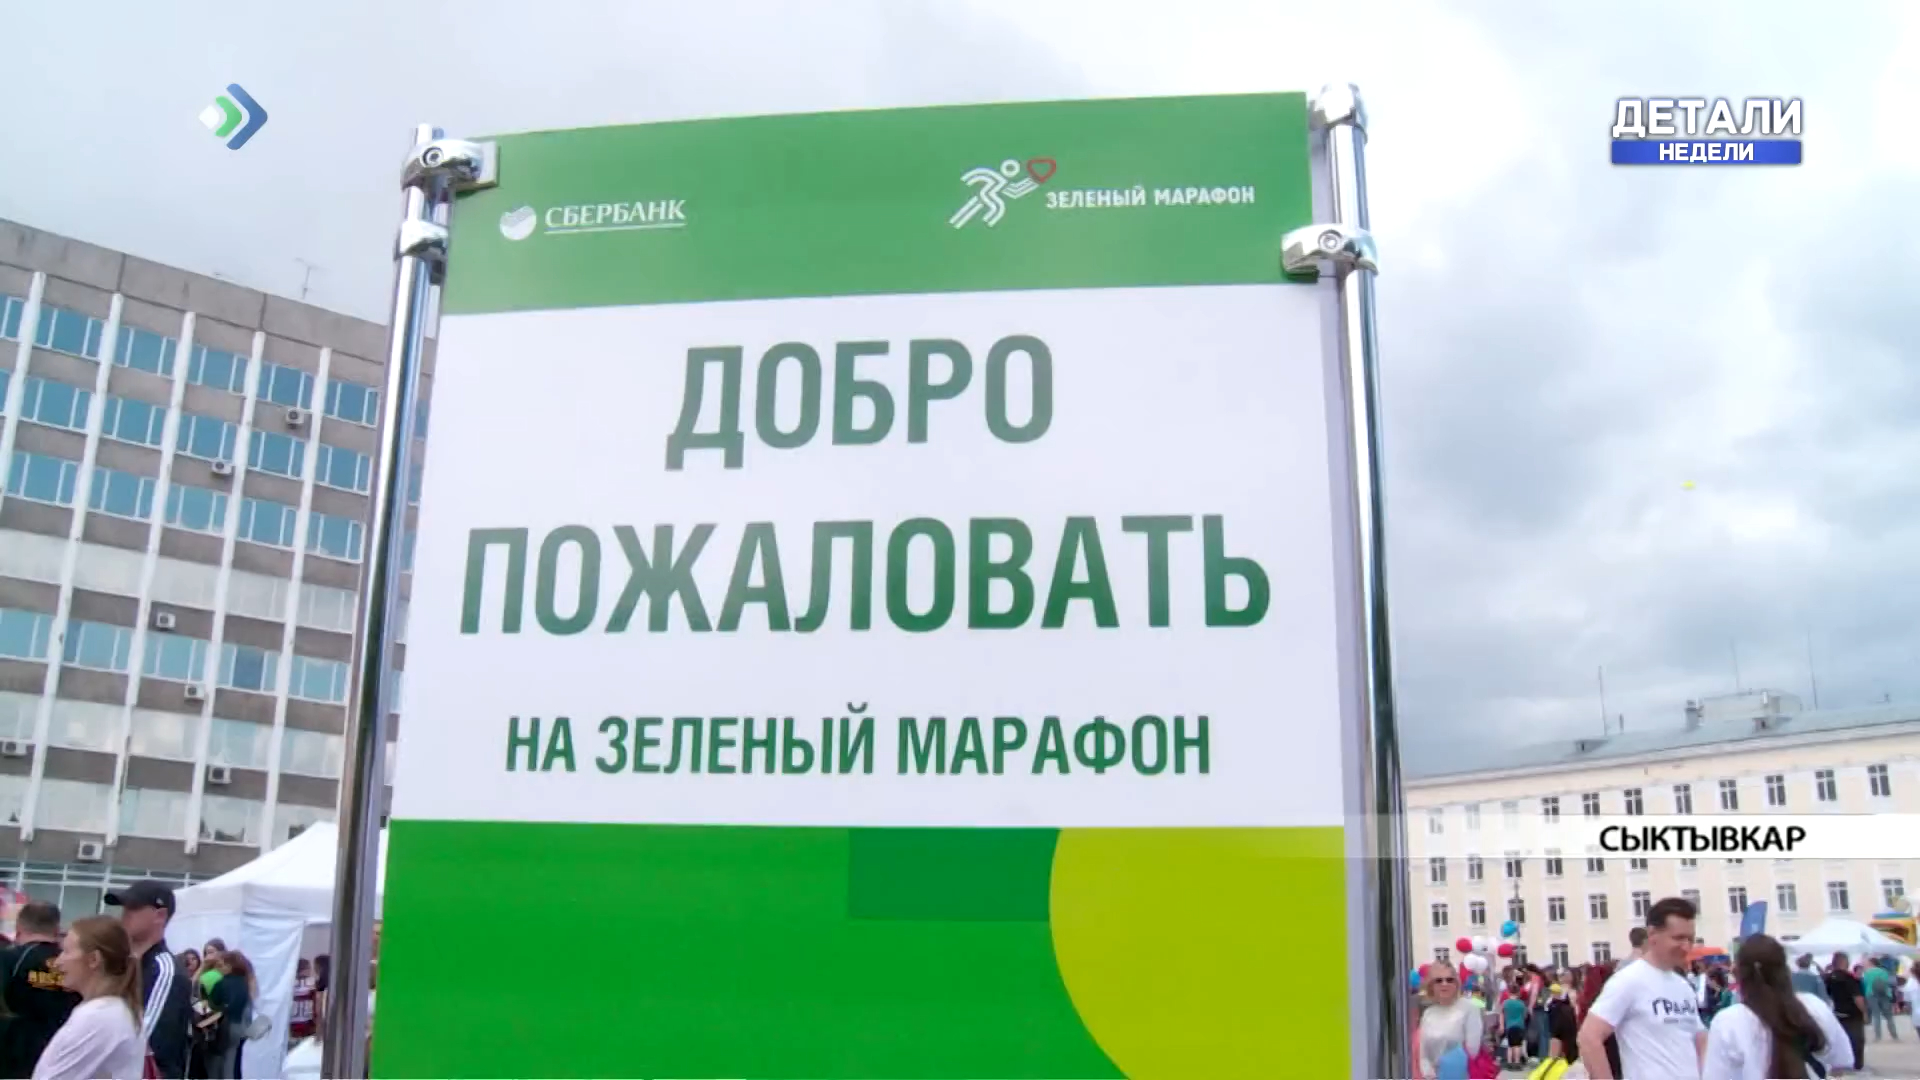 ДЕТАЛИ
НЕДЕЛИ
СБЕРБАНК
ЗЕЛЕНЫЙ МАРАФОН
ДОБРО
ПОЖАЛОВАТЬ
НА ЗЕЛЕНЫЙ МАРАФОН
СЫКТЫВКАР